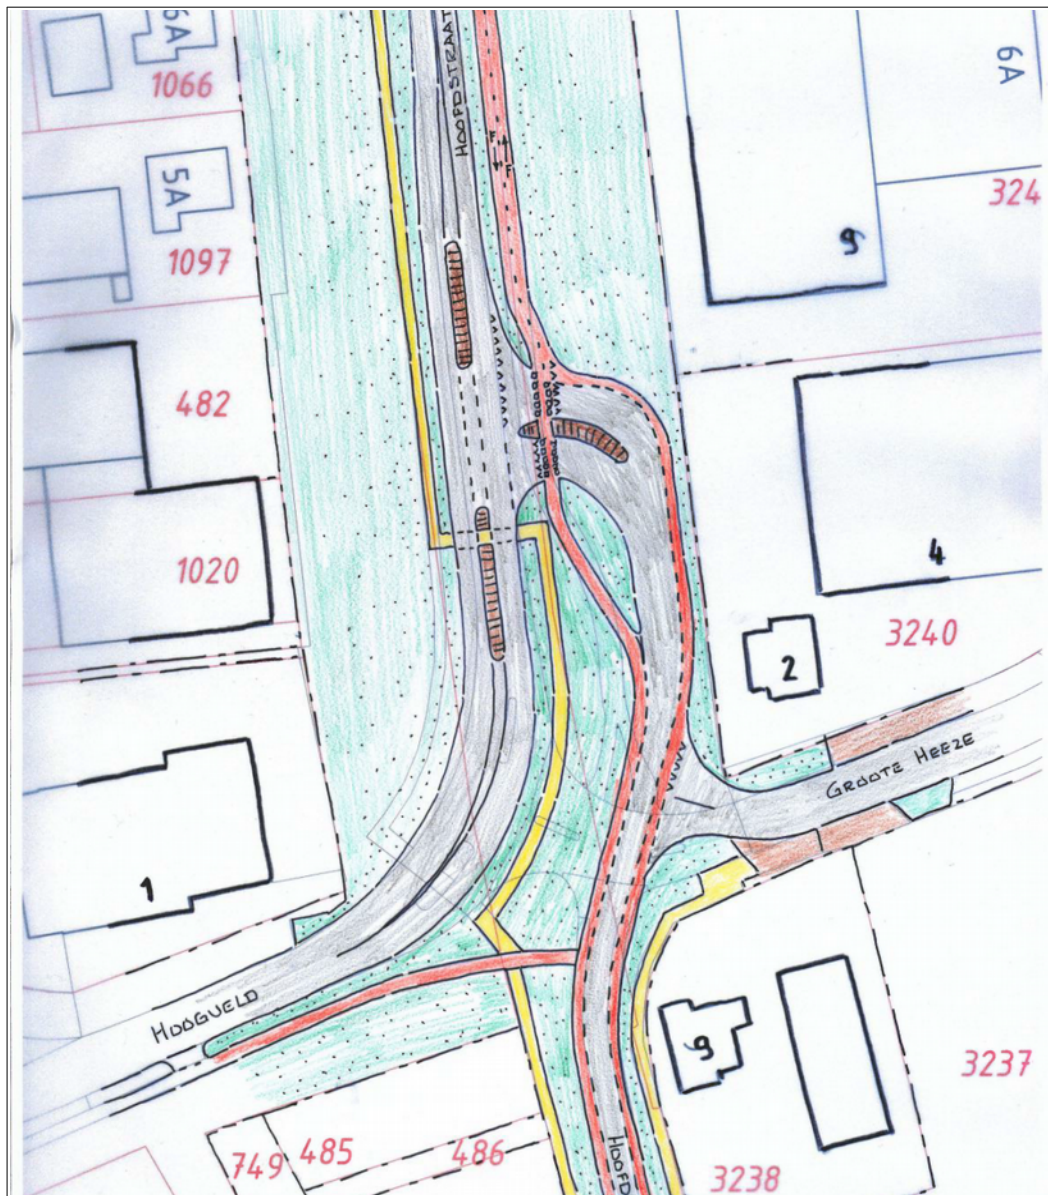 6A
1066
HOOFDSTRAAT
6A
F
F
5A
324
1097
9
482
4
1020
3240
2
GROOTE HEEZE
1
HOOGVELD
9
3237
749
485
486
HOOFD
3238